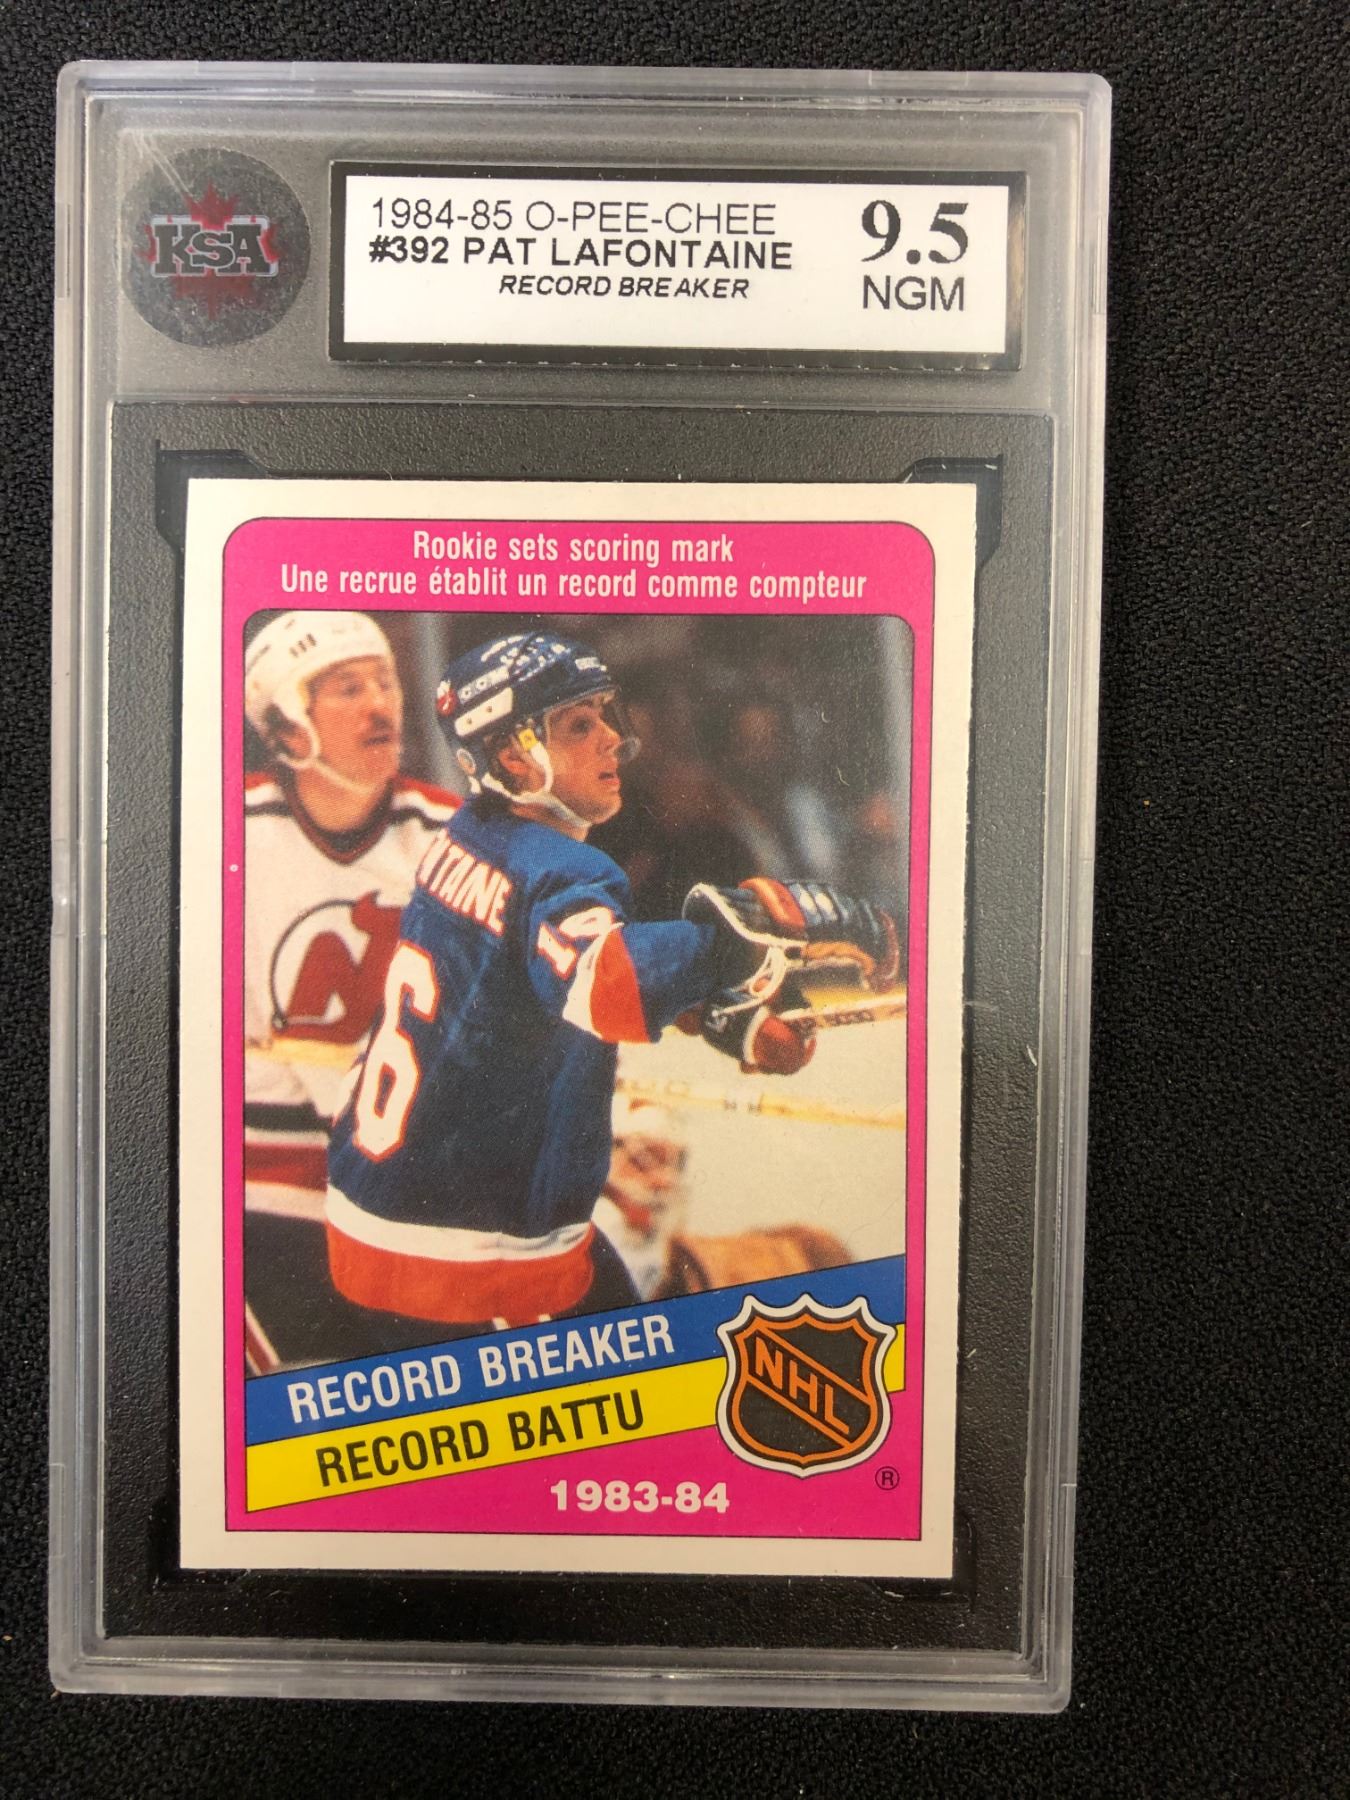 KSA
1984-85 O-PEE-CHEE
#392 PAT LAFONTAINE
RECORD BREAKER
9.5
NGM
Rookie sets scoring mark
Une recrue établit un record comme compteur
NTAINE
16
6
RECORD BREAKER
RECORD BATTU
NHL
®
1983-84